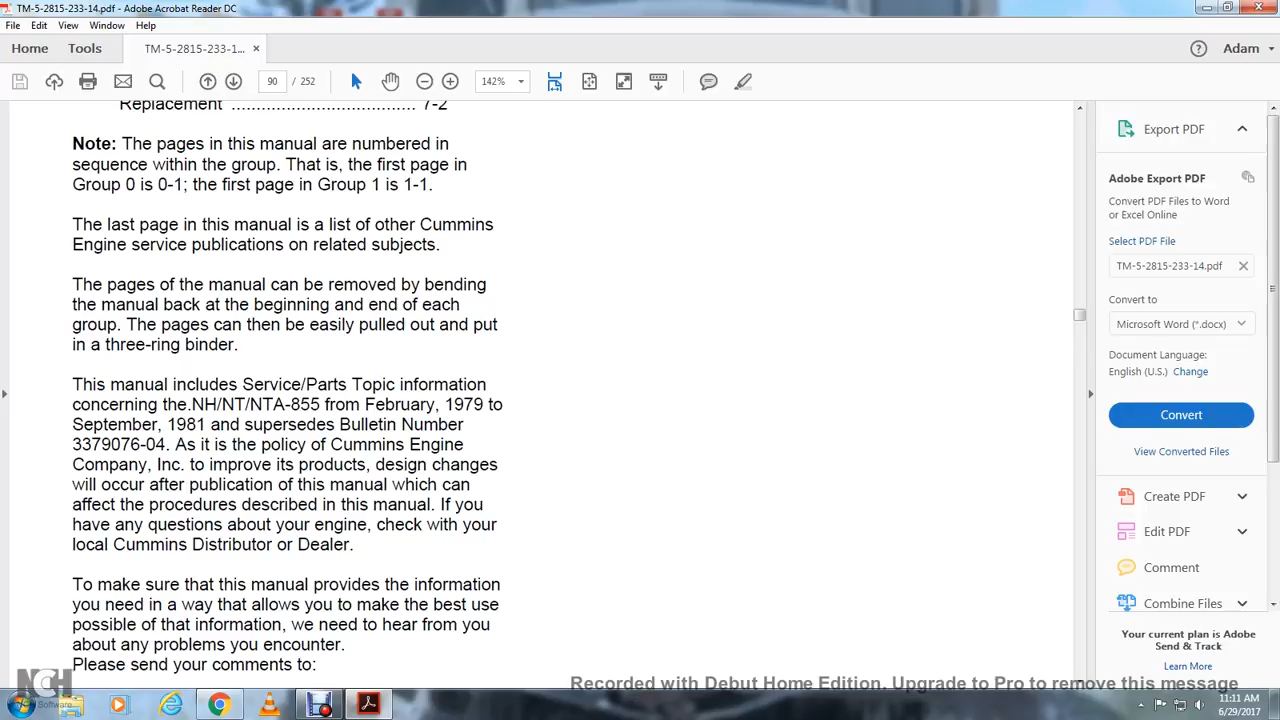 TM-5-2815-233-14.pdf - Adobe Acrobat Reader DC
File Edit View Window Help
Home Tools TM-5-2815-233-1... × Adam
90 / 252 142%
Replacement .................................... 7-2
Note: The pages in this manual are numbered in
sequence within the group. That is, the first page in
Group 0 is 0-1; the first page in Group 1 is 1-1.
The last page in this manual is a list of other Cummins
Engine service publications on related subjects.
The pages of the manual can be removed by bending
the manual back at the beginning and end of each
group. The pages can then be easily pulled out and put
in a three-ring binder.
This manual includes Service/Parts Topic information
concerning the.NH/NT/NTA-855 from February, 1979 to
September, 1981 and supersedes Bulletin Number
3379076-04. As it is the policy of Cummins Engine
Company, Inc. to improve its products, design changes
will occur after publication of this manual which can
affect the procedures described in this manual. If you
have any questions about your engine, check with your
local Cummins Distributor or Dealer.
To make sure that this manual provides the information
you need in a way that allows you to make the best use
possible of that information, we need to hear from you
about any problems you encounter.
Please send your comments to:
Export PDF
Adobe Export PDF
Convert PDF Files to Word
or Excel Online
Select PDF File
TM-5-2815-233-14.pdf
Convert to
Microsoft Word (*.docx)
Document Language:
English (U.S.) Change
Convert
View Converted Files
Create PDF
Edit PDF
Comment
Combine Files
Your current plan is Adobe
Send & Track
Learn More
NCH
Software
Recorded with Debut Home Edition. Upgrade to Pro to remove this message
11:11 AM
6/29/2017